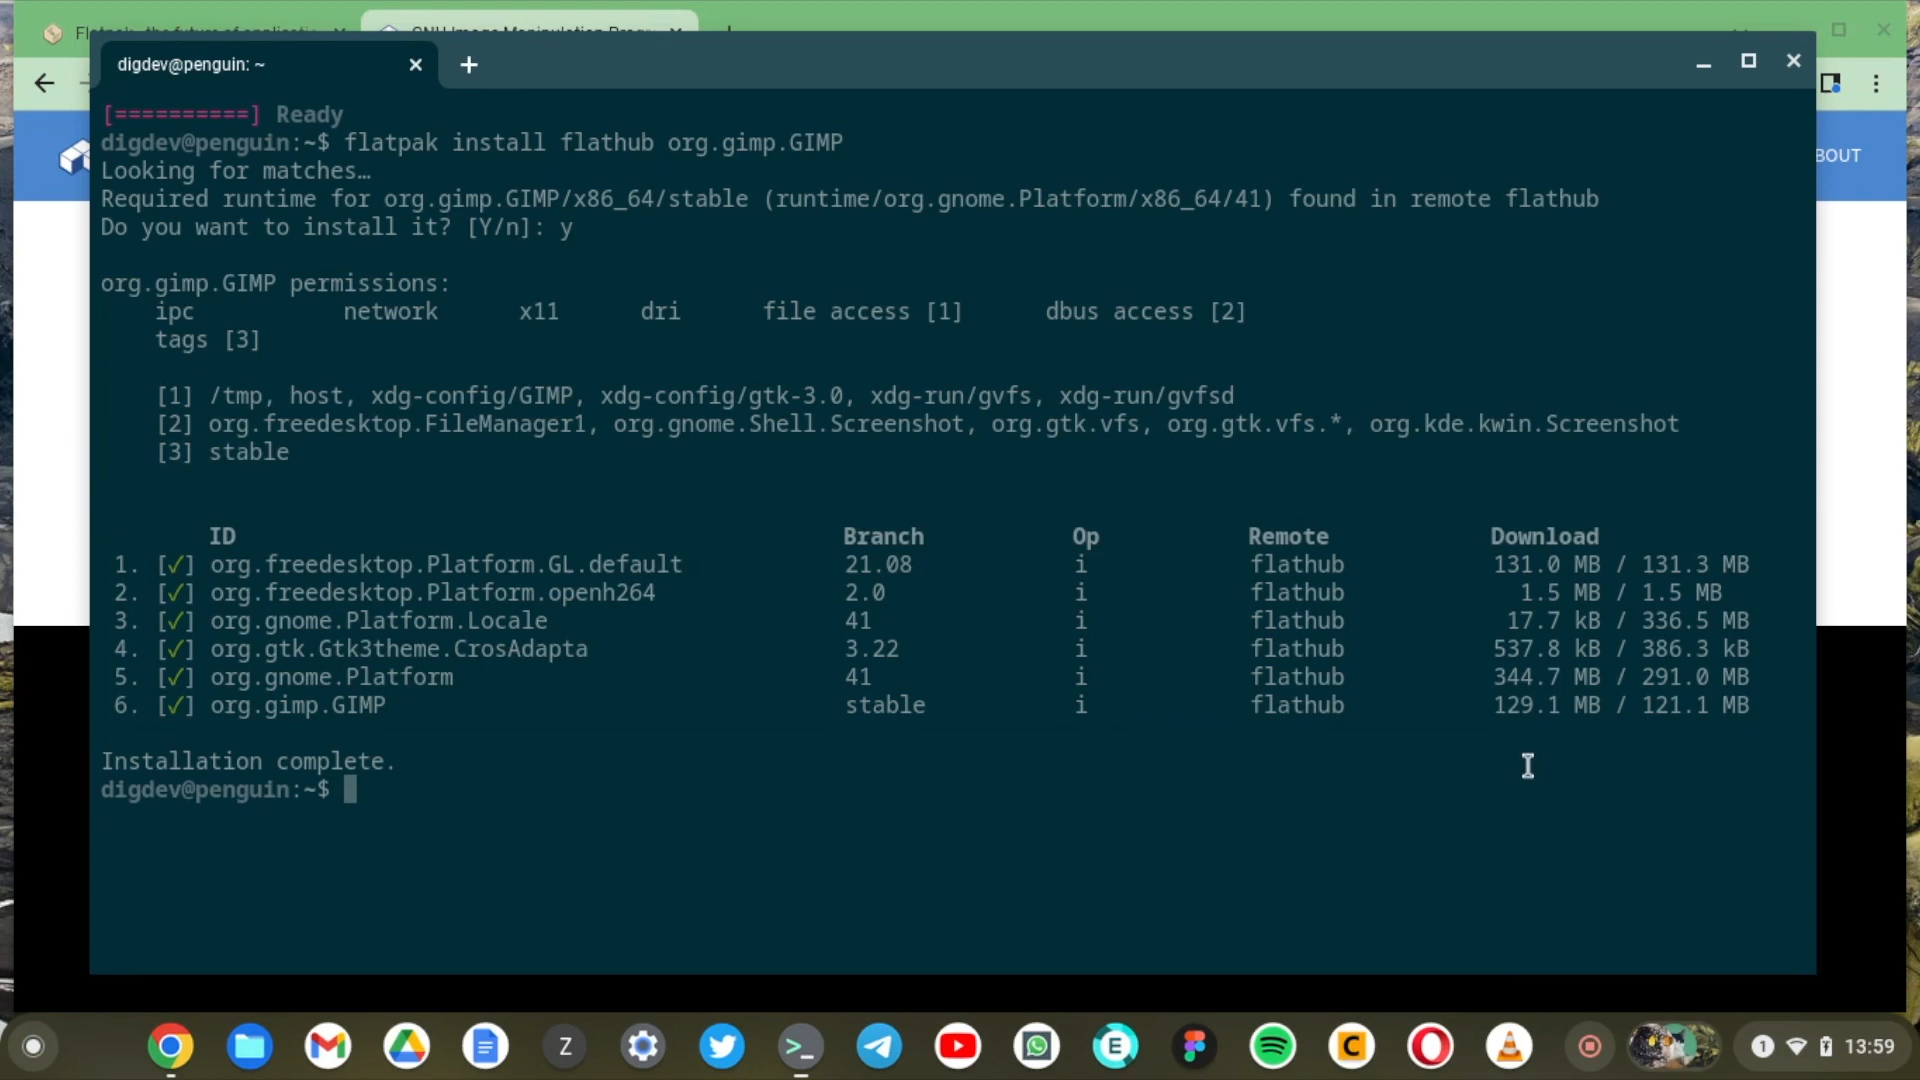 digdev@penguin: ~
[==========] Ready
digdev@penguin:~$ flatpak install flathub org.gimp.GIMP
Looking for matches…
Required runtime for org.gimp.GIMP/x86_64/stable (runtime/org.gnome.Platform/x86_64/41) found in remote flathub
Do you want to install it? [Y/n]: y
org.gimp.GIMP permissions:
ipc network x11 dri file access [1] dbus access [2]
tags [3]
[1] /tmp, host, xdg-config/GIMP, xdg-config/gtk-3.0, xdg-run/gvfs, xdg-run/gvfsd
[2] org.freedesktop.FileManager1, org.gnome.Shell.Screenshot, org.gtk.vfs, org.gtk.vfs.*, org.kde.kwin.Screenshot
[3] stable
ID Branch Op Remote Download
1. [✓] org.freedesktop.Platform.GL.default 21.08 i flathub 131.0 MB / 131.3 MB
2. [✓] org.freedesktop.Platform.openh264 2.0 i flathub 1.5 MB / 1.5 MB
3. [✓] org.gnome.Platform.Locale 41 i flathub 17.7 kB / 336.5 MB
4. [✓] org.gtk.Gtk3theme.CrosAdapta 3.22 i flathub 537.8 kB / 386.3 kB
5. [✓] org.gnome.Platform 41 i flathub 344.7 MB / 291.0 MB
6. [✓] org.gimp.GIMP stable i flathub 129.1 MB / 121.1 MB
Installation complete.
digdev@penguin:~$
BOUT
Z
E
C
1 13:59